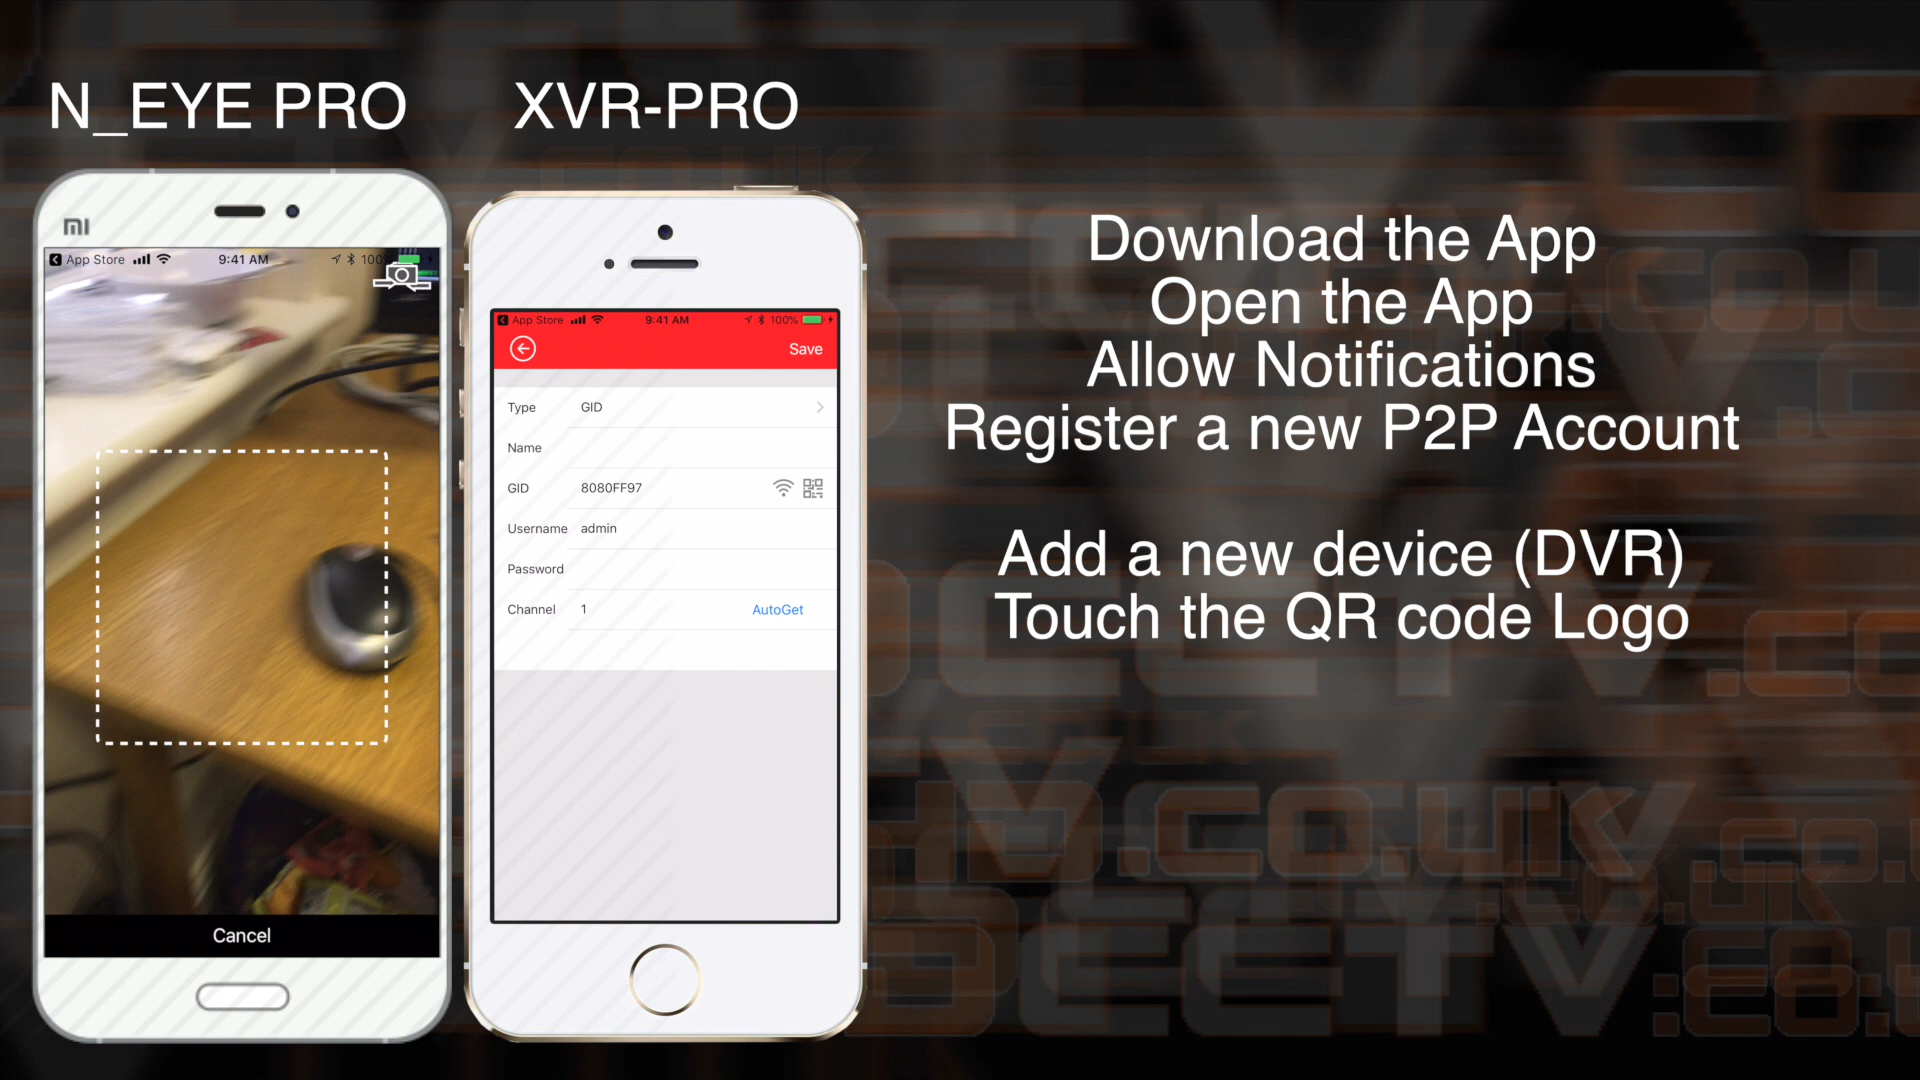 N_EYE PRO
XVR-PRO
App Store 9:41 AM 100
Cancel
App Store 9:41 AM 100%
Save
Type GID
Name
GID 8080FF97
Username admin
Password
Channel 1 AutoGet
Download the App
Open the App
Allow Notifications
Register a new P2P Account
Add a new device (DVR)
Touch the QR code Logo